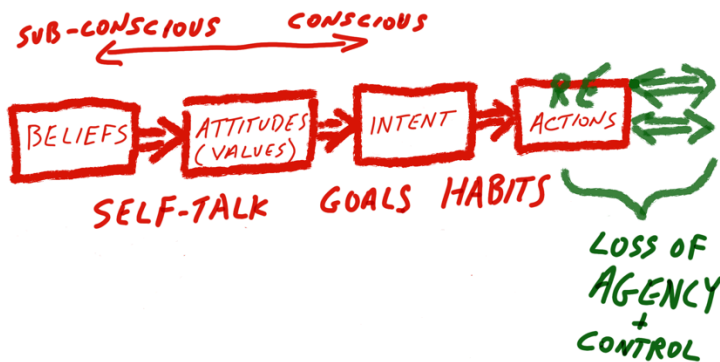 SUB-CONSCIOUS CONSCIOUS
RE
BELIEFS ATTITUDES (VALUES) INTENT ACTIONS
SELF-TALK GOALS HABITS
LOSS OF
AGENCY
+
CONTROL